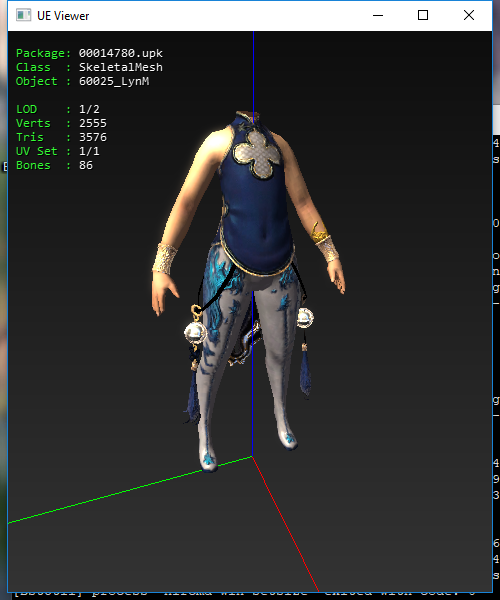 UE Viewer
Package: 00014780.upk
Class : SkeletalMesh
Object : 60025_LynM
LOD : 1/2
Verts : 2555
Tris : 3576
UV Set : 1/1
Bones : 86